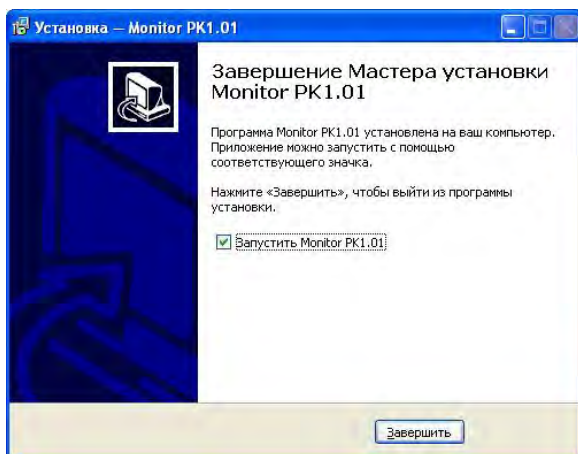 Установка — Monitor PK1.01
Завершение Мастера установки
Monitor PK1.01
Программа Monitor PK1.01 установлена на ваш компьютер.
Приложение можно запустить с помощью
соответствующего значка.
Нажмите «Завершить», чтобы выйти из программы
установки.
Запустить Monitor PK1.01
Завершить